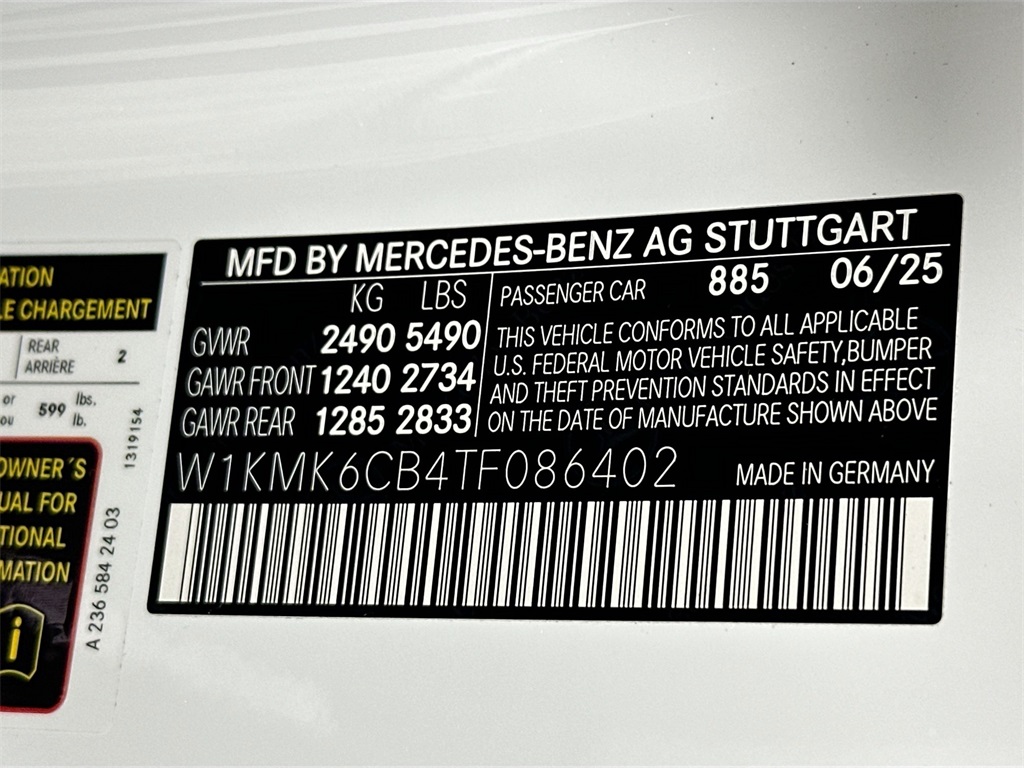 ATION
LE CHARGEMENT
REAR
ARRIÈRE 2
or
ou 599 lbs.
lb.
1319154
OWNER´S
UAL FOR
TIONAL
MATION
i
A 236 584 24 03
MFD BY MERCEDES-BENZ AG STUTTGART
KG LBS
GVWR 2490 5490
GAWR FRONT 1240 2734
GAWR REAR 1285 2833
PASSENGER CAR 885 06/25
THIS VEHICLE CONFORMS TO ALL APPLICABLE
U.S. FEDERAL MOTOR VEHICLE SAFETY,BUMPER
AND THEFT PREVENTION STANDARDS IN EFFECT
ON THE DATE OF MANUFACTURE SHOWN ABOVE
W1KMK6CB4TF086402
MADE IN GERMANY